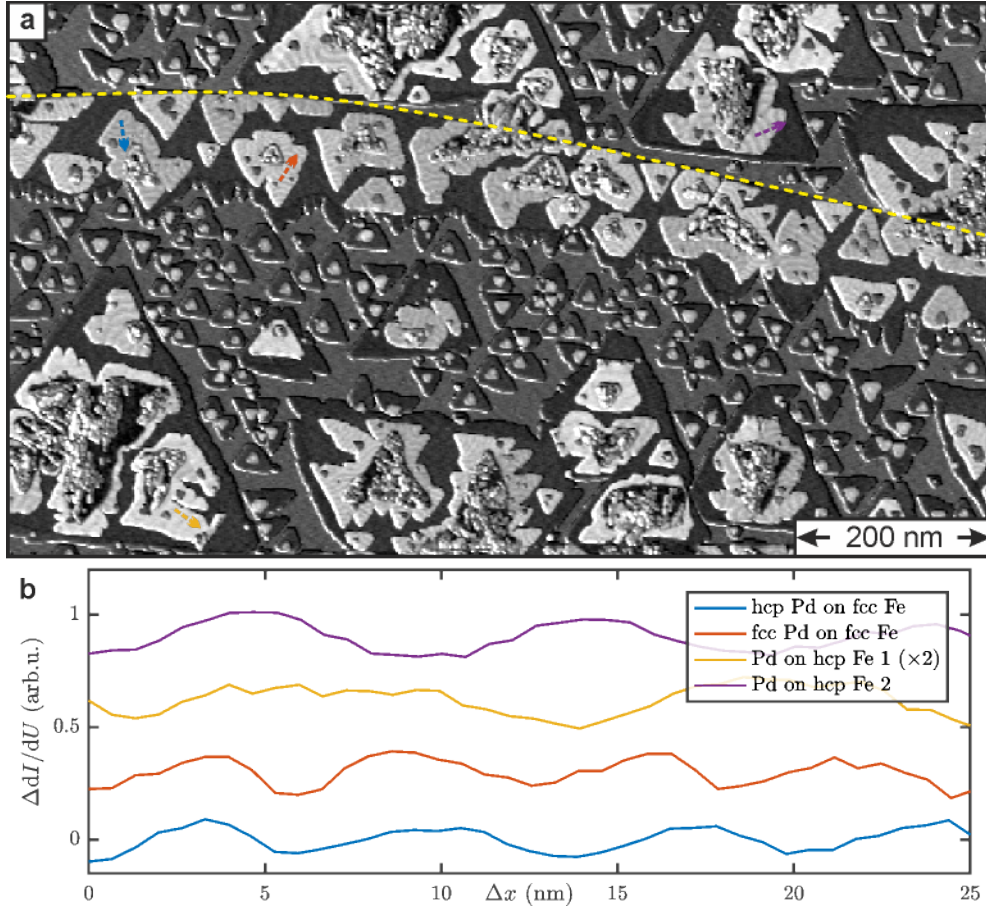 a
200 nm
b
hcp Pd on fcc Fe
fcc Pd on fcc Fe
Pd on hcp Fe 1 (×2)
Pd on hcp Fe 2
1
0.5
0
ΔdI/dU (arb.u.)
0 5 10 15 20 25
Δx (nm)